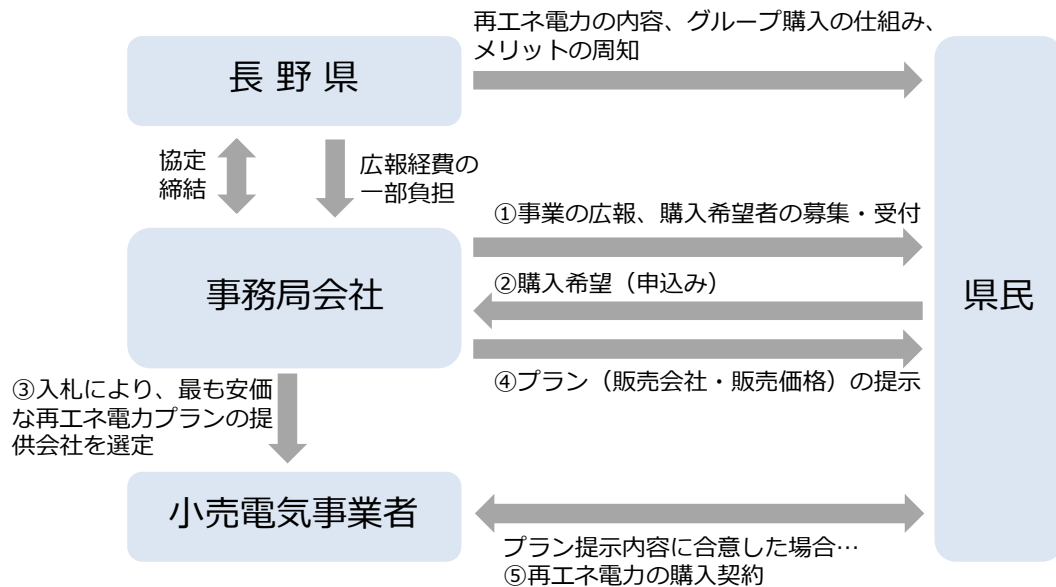 再エネ電力の内容、グループ購入の仕組み、
メリットの周知
長 野 県
協定
締結
広報経費の
一部負担
①事業の広報、購入希望者の募集・受付
②購入希望（申込み）
事務局会社
県民
④プラン（販売会社・販売価格）の提示
③入札により、最も安価
な再エネ電力プランの提
供会社を選定
小売電気事業者
プラン提示内容に合意した場合…
⑤再エネ電力の購入契約